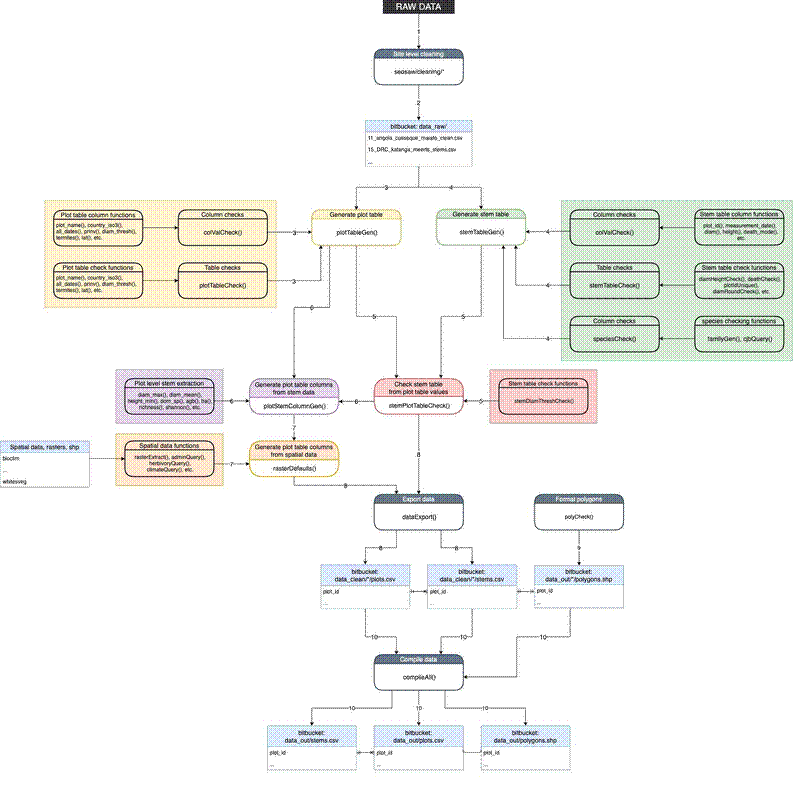 RAW DATA
1
Site level cleaning
seosaw/cleaning/*
2
bitbucket: data_raw/
15_DRC_katanga_meerts_stems.csv
...
3
4
Plot table column functions
plot_name(), country_iso3(),
all_dates(), prinv(), diam_thresh(),
termites(), lat(), etc.
Column checks
colValCheck()
3
Generate plot table
plotTableGen()
Generate stem table
stemTableGen()
4
Column checks
colValCheck()
Stem table column functions
plot_id(), measurement_date(),
diam(), height(), death_mode(),
etc.
Plot table check functions
plot_name(), country_iso3(),
all_dates(), prinv(), diam_thresh(),
termites(), lat(), etc.
Table checks
plotTableCheck()
3
4
Table checks
stemTableCheck()
Stem table check functions
diamHeightCheck(), deathCheck(),
plotIdUnique(),
diamRoundCheck(), etc.
6
5
5
4
Column checks
speciesCheck()
species checking functions
familyGen(), cjbQuery()
Plot level stem extraction
diam_max(), diam_mean(),
height_min(), dom_sp(), agb(), ba(),
richness(), shannon(), etc.
6
Generate plot table columns
from stem data
plotStemColumnGen()
6
Check stem table
from plot table values
stemPlotTableCheck()
5
Stem table check functions
stemDiamThreshCheck()
7
Spatial data, rasters, shp
bioclim
...
whitesveg
Spatial data functions
rasterExtract(), adminQuery(),
herbivoryQuery(),
climateQuery(), etc.
7
Generate plot table columns
from spatial data
rasterDefaults()
8
8
Export data
dataExport()
Format polygons
polyCheck()
8
8
9
bitbucket:
data_clean/*/plots.csv
plot_id
...
bitbucket:
data_clean/*/stems.csv
plot_id
...
bitbucket:
data_out/*/polygons.shp
plot_id
...
10
10
10
Compile data
compileAll()
10
10
10
bitbucket:
data_out/stems.csv
plot_id
...
bitbucket:
data_out/plots.csv
plot_id
...
bitbucket:
data_out/polygons.shp
plot_id
...